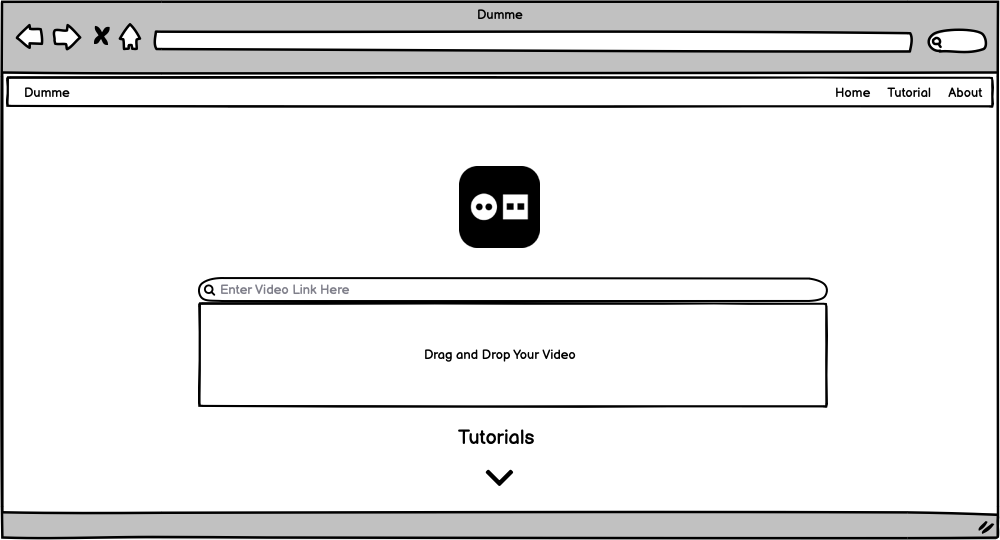 Dumme
Dumme
Home
Tutorial
About
Enter Video Link Here
Drag and Drop Your Video
Tutorials